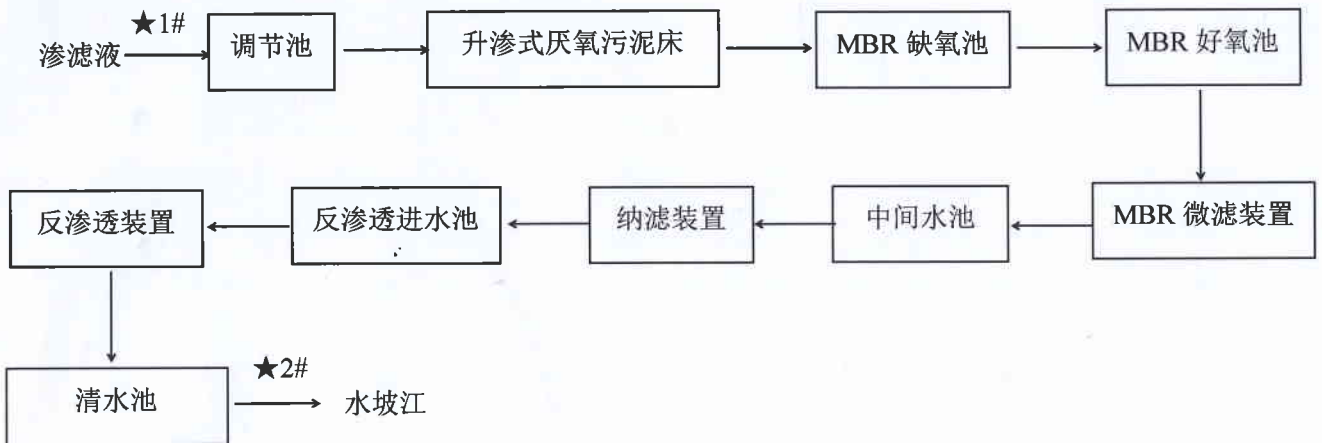 ★1#
渗滤液
调节池
升渗式厌氧污泥床
MBR 缺氧池
MBR 好氧池
反渗透装置
反渗透进水池
纳滤装置
中间水池
MBR 微滤装置
★2#
清水池
水坡江